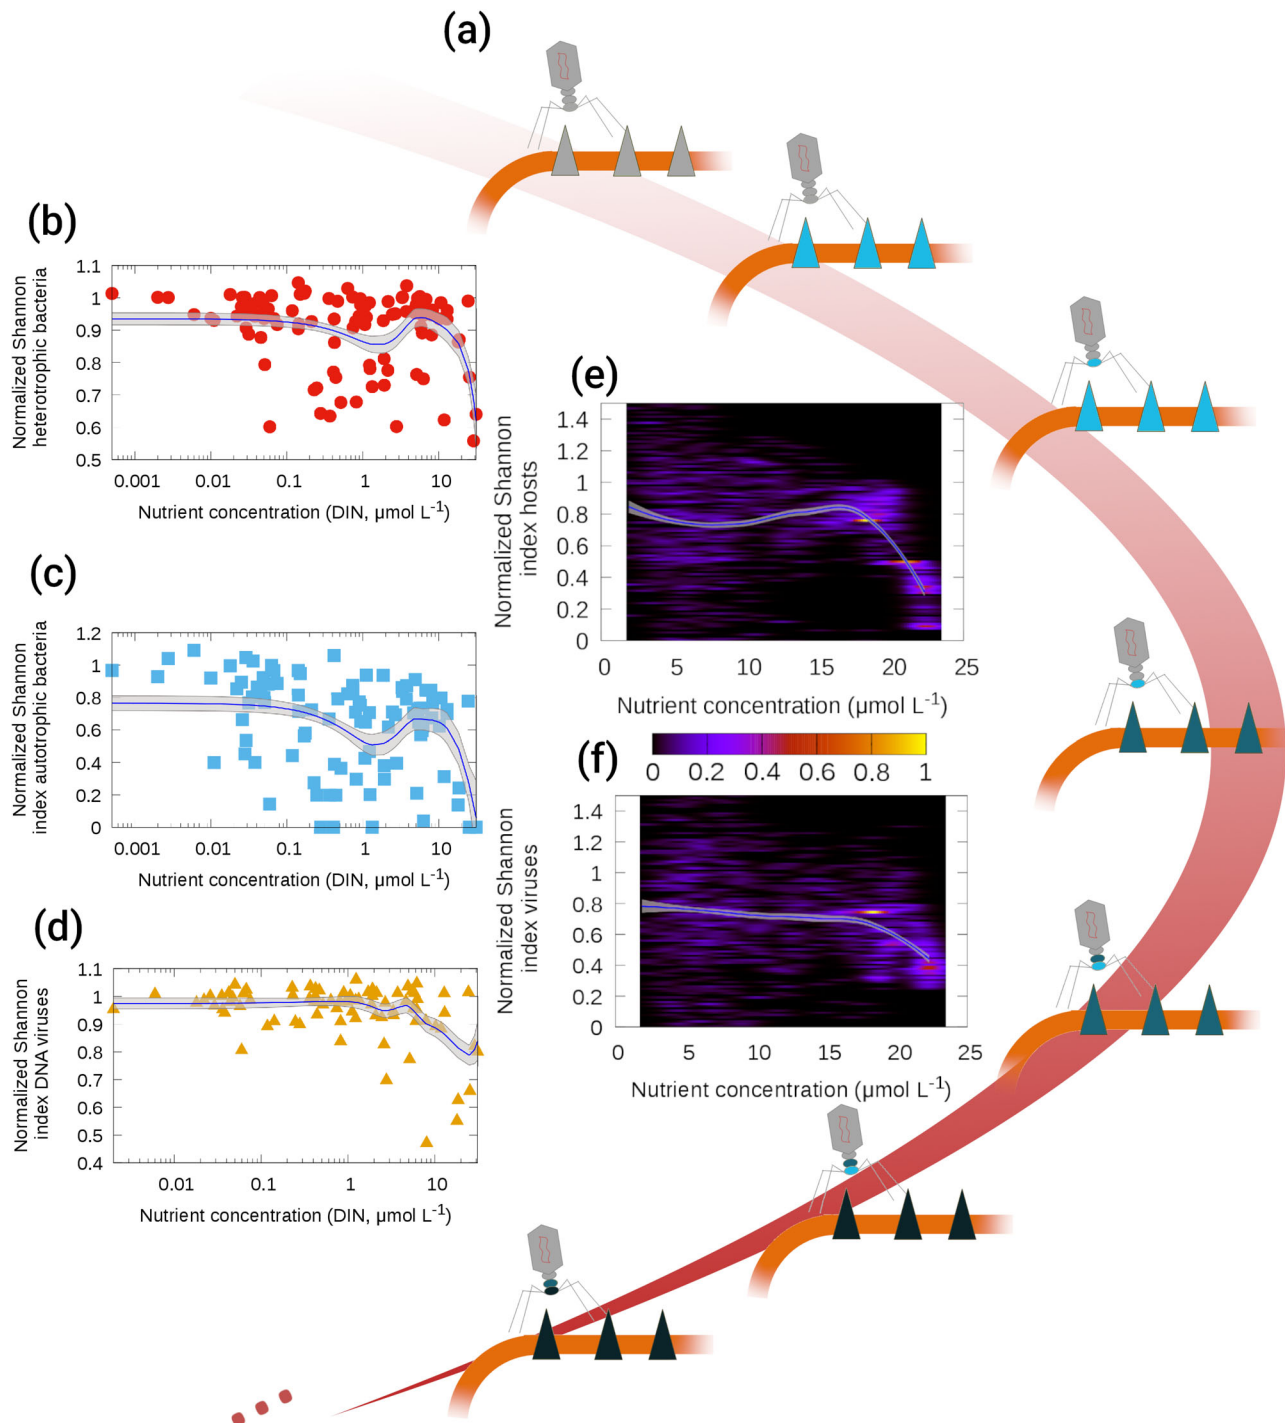 (a)
(b)
Normalized Shannon
heterotrophic bacteria
1.1
1
0.9
0.8
0.7
0.6
0.5
0.001 0.01 0.1 1 10
Nutrient concentration (DIN, µmol L⁻¹)
(c)
Normalized Shannon
index autotrophic bacteria
1.2
1
0.8
0.6
0.4
0.2
0
0.001 0.01 0.1 1 10
Nutrient concentration (DIN, µmol L⁻¹)
(d)
Normalized Shannon
index DNA viruses
1.1
1
0.9
0.8
0.7
0.6
0.5
0.4
0.01 0.1 1 10
Nutrient concentration (DIN, µmol L⁻¹)
(e)
Normalized Shannon
index hosts
1.4
1.2
1
0.8
0.6
0.4
0.2
0
0 5 10 15 20 25
Nutrient concentration (µmol L⁻¹)
0 0.2 0.4 0.6 0.8 1
(f)
Normalized Shannon
index viruses
1.4
1.2
1
0.8
0.6
0.4
0.2
0
0 5 10 15 20 25
Nutrient concentration (µmol L⁻¹)